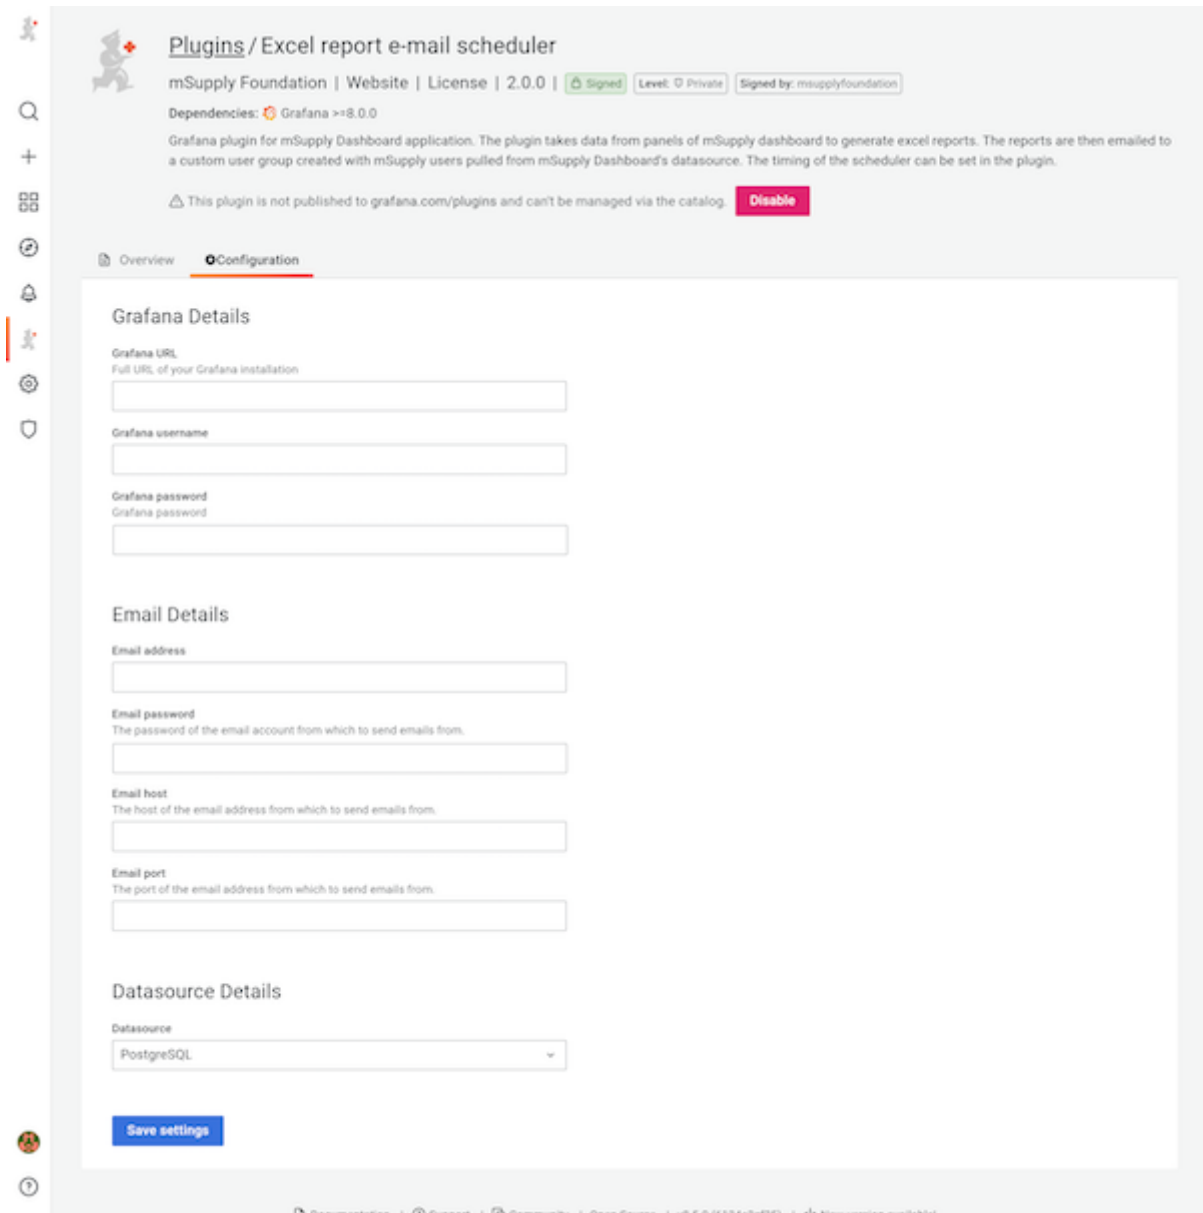 Plugins / Excel report e-mail scheduler
mSupply Foundation | Website | License | 2.0.0 | Signed Level: Private Signed by: msupplyfoundation
Dependencies: Grafana >=8.0.0
Grafana plugin for mSupply Dashboard application. The plugin takes data from panels of mSupply dashboard to generate excel reports. The reports are then emailed to
a custom user group created with mSupply users pulled from mSupply Dashboard's datasource. The timing of the scheduler can be set in the plugin.
This plugin is not published to grafana.com/plugins and can't be managed via the catalog. Disable
Overview Configuration
Grafana Details
Grafana URL
Full URL of your Grafana installation
Grafana username
Grafana password
Grafana password
Email Details
Email address
Email password
The password of the email account from which to send emails from.
Email host
The host of the email address from which to send emails from.
Email port
The port of the email address from which to send emails from.
Datasource Details
Datasource
PostgreSQL
Save settings
Documentation | Support | Community | Open Source | New version available!